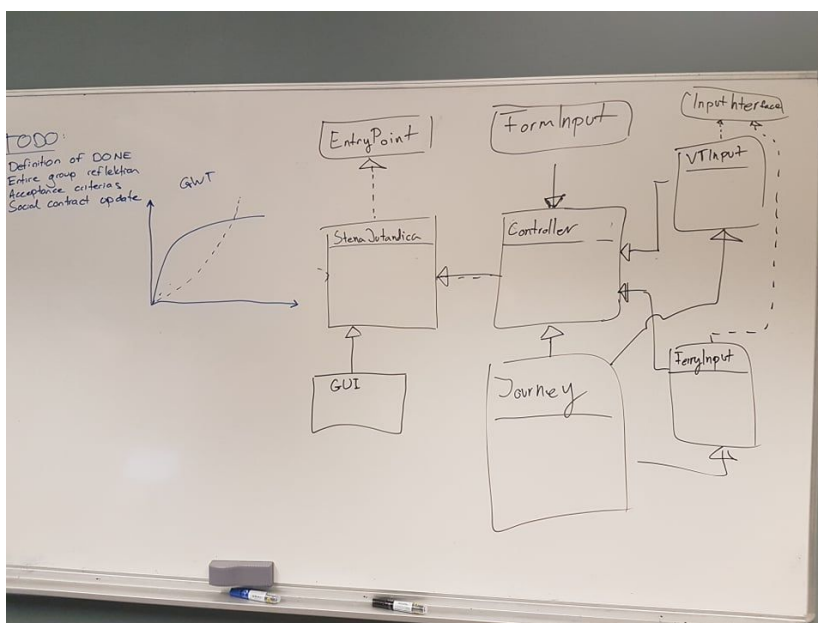 TODO:
Definition of DONE
Entire group reflektion
Acceptance criterias
Social contract update
GWT
EntryPoint
FormInput
InputInterface
VTInput
StenaJutandica
Controller
GUI
Journey
FerryInput